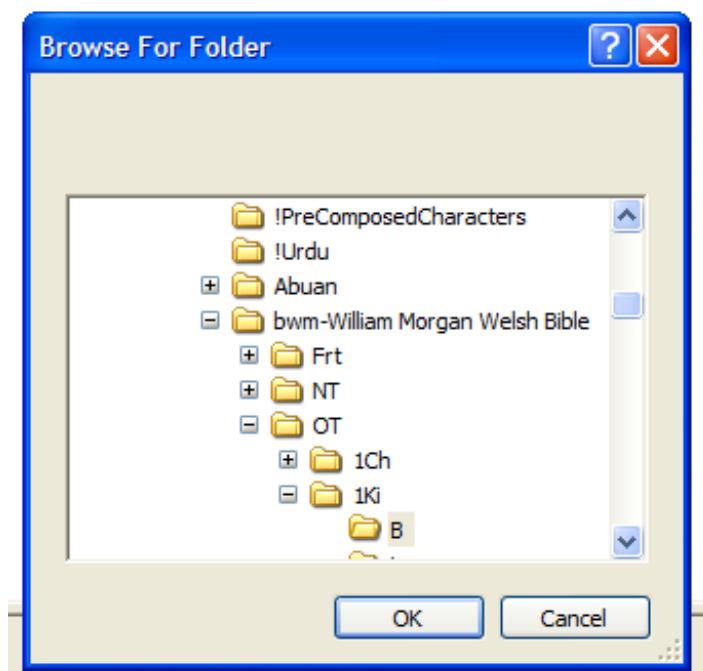 Browse For Folder
!PreComposedCharacters
!Urdu
Abuan
bwm-William Morgan Welsh Bible
Frt
NT
OT
1Ch
1Ki
B
OK
Cancel